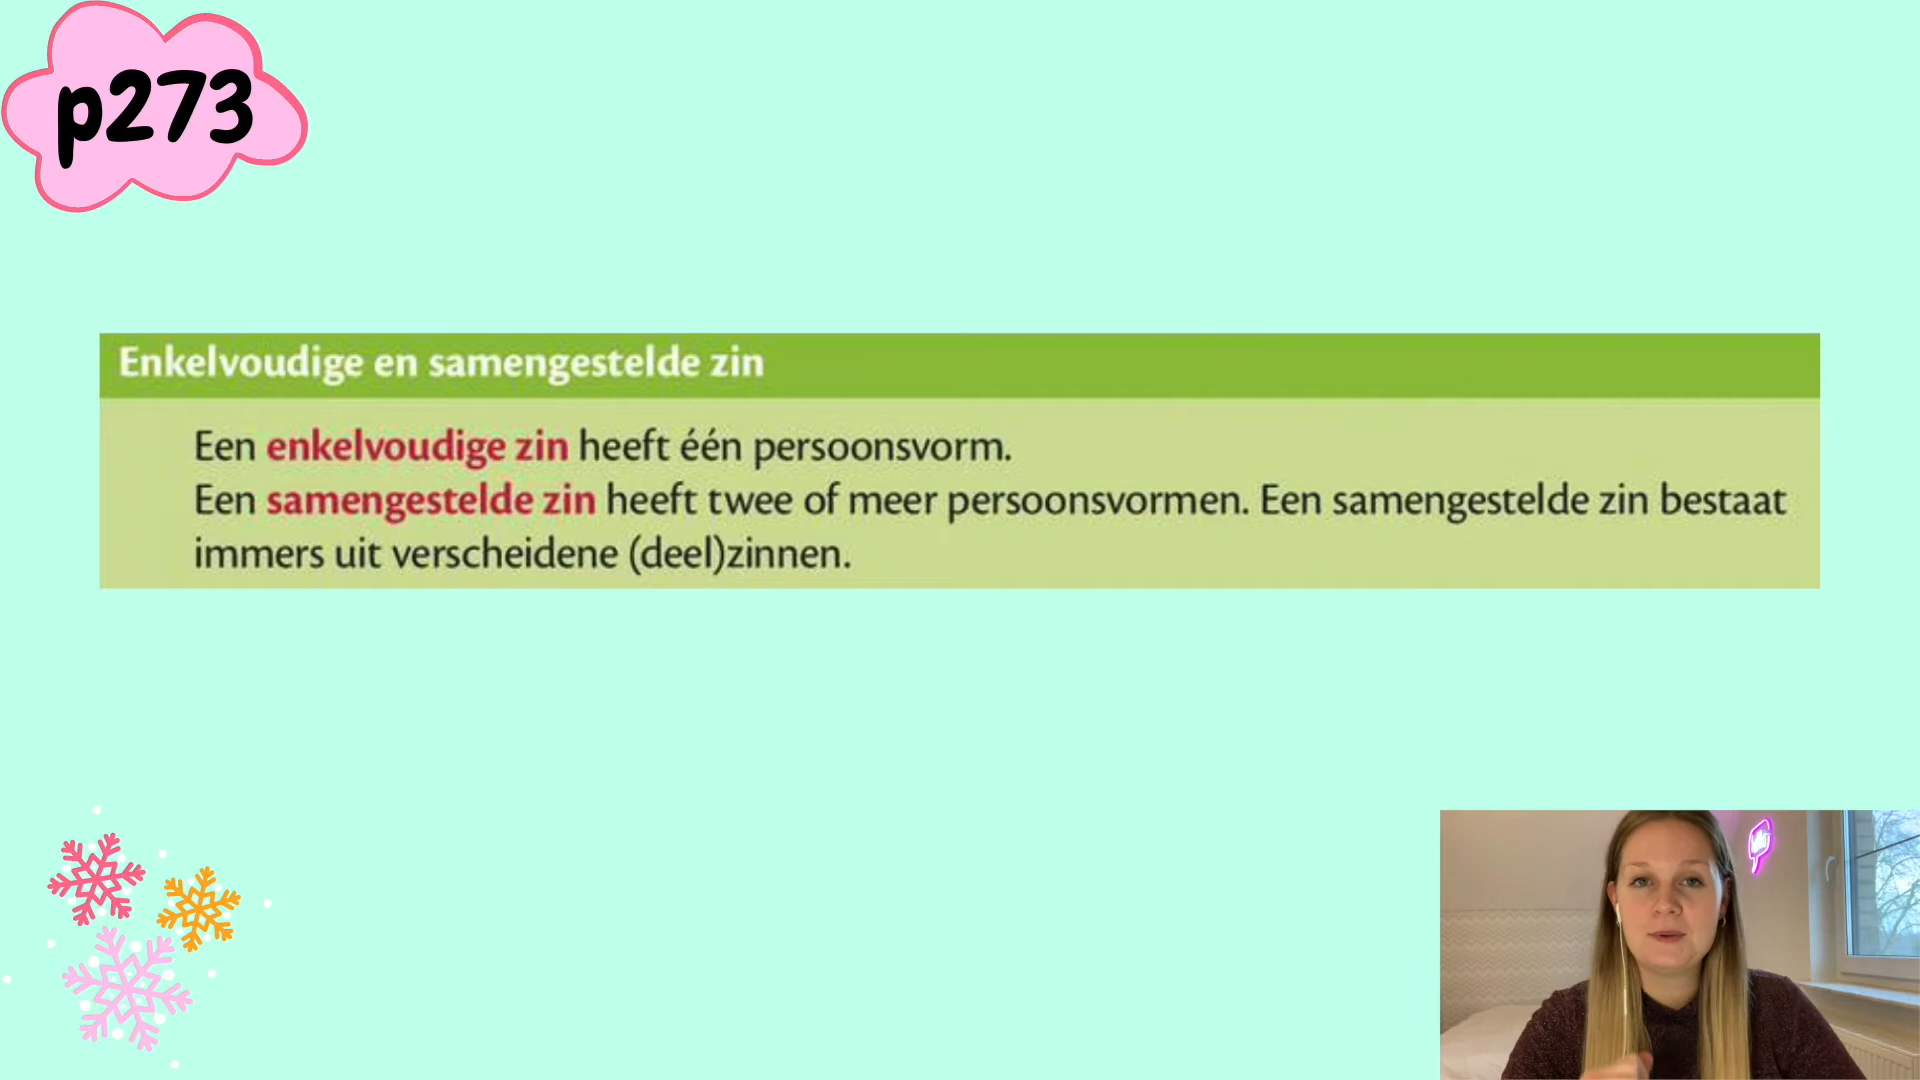 p273
Enkelvoudige en samengestelde zin
Een enkelvoudige zin heeft één persoonsvorm.
Een samengestelde zin heeft twee of meer persoonsvormen. Een samengestelde zin bestaat
immers uit verscheidene (deel)zinnen.